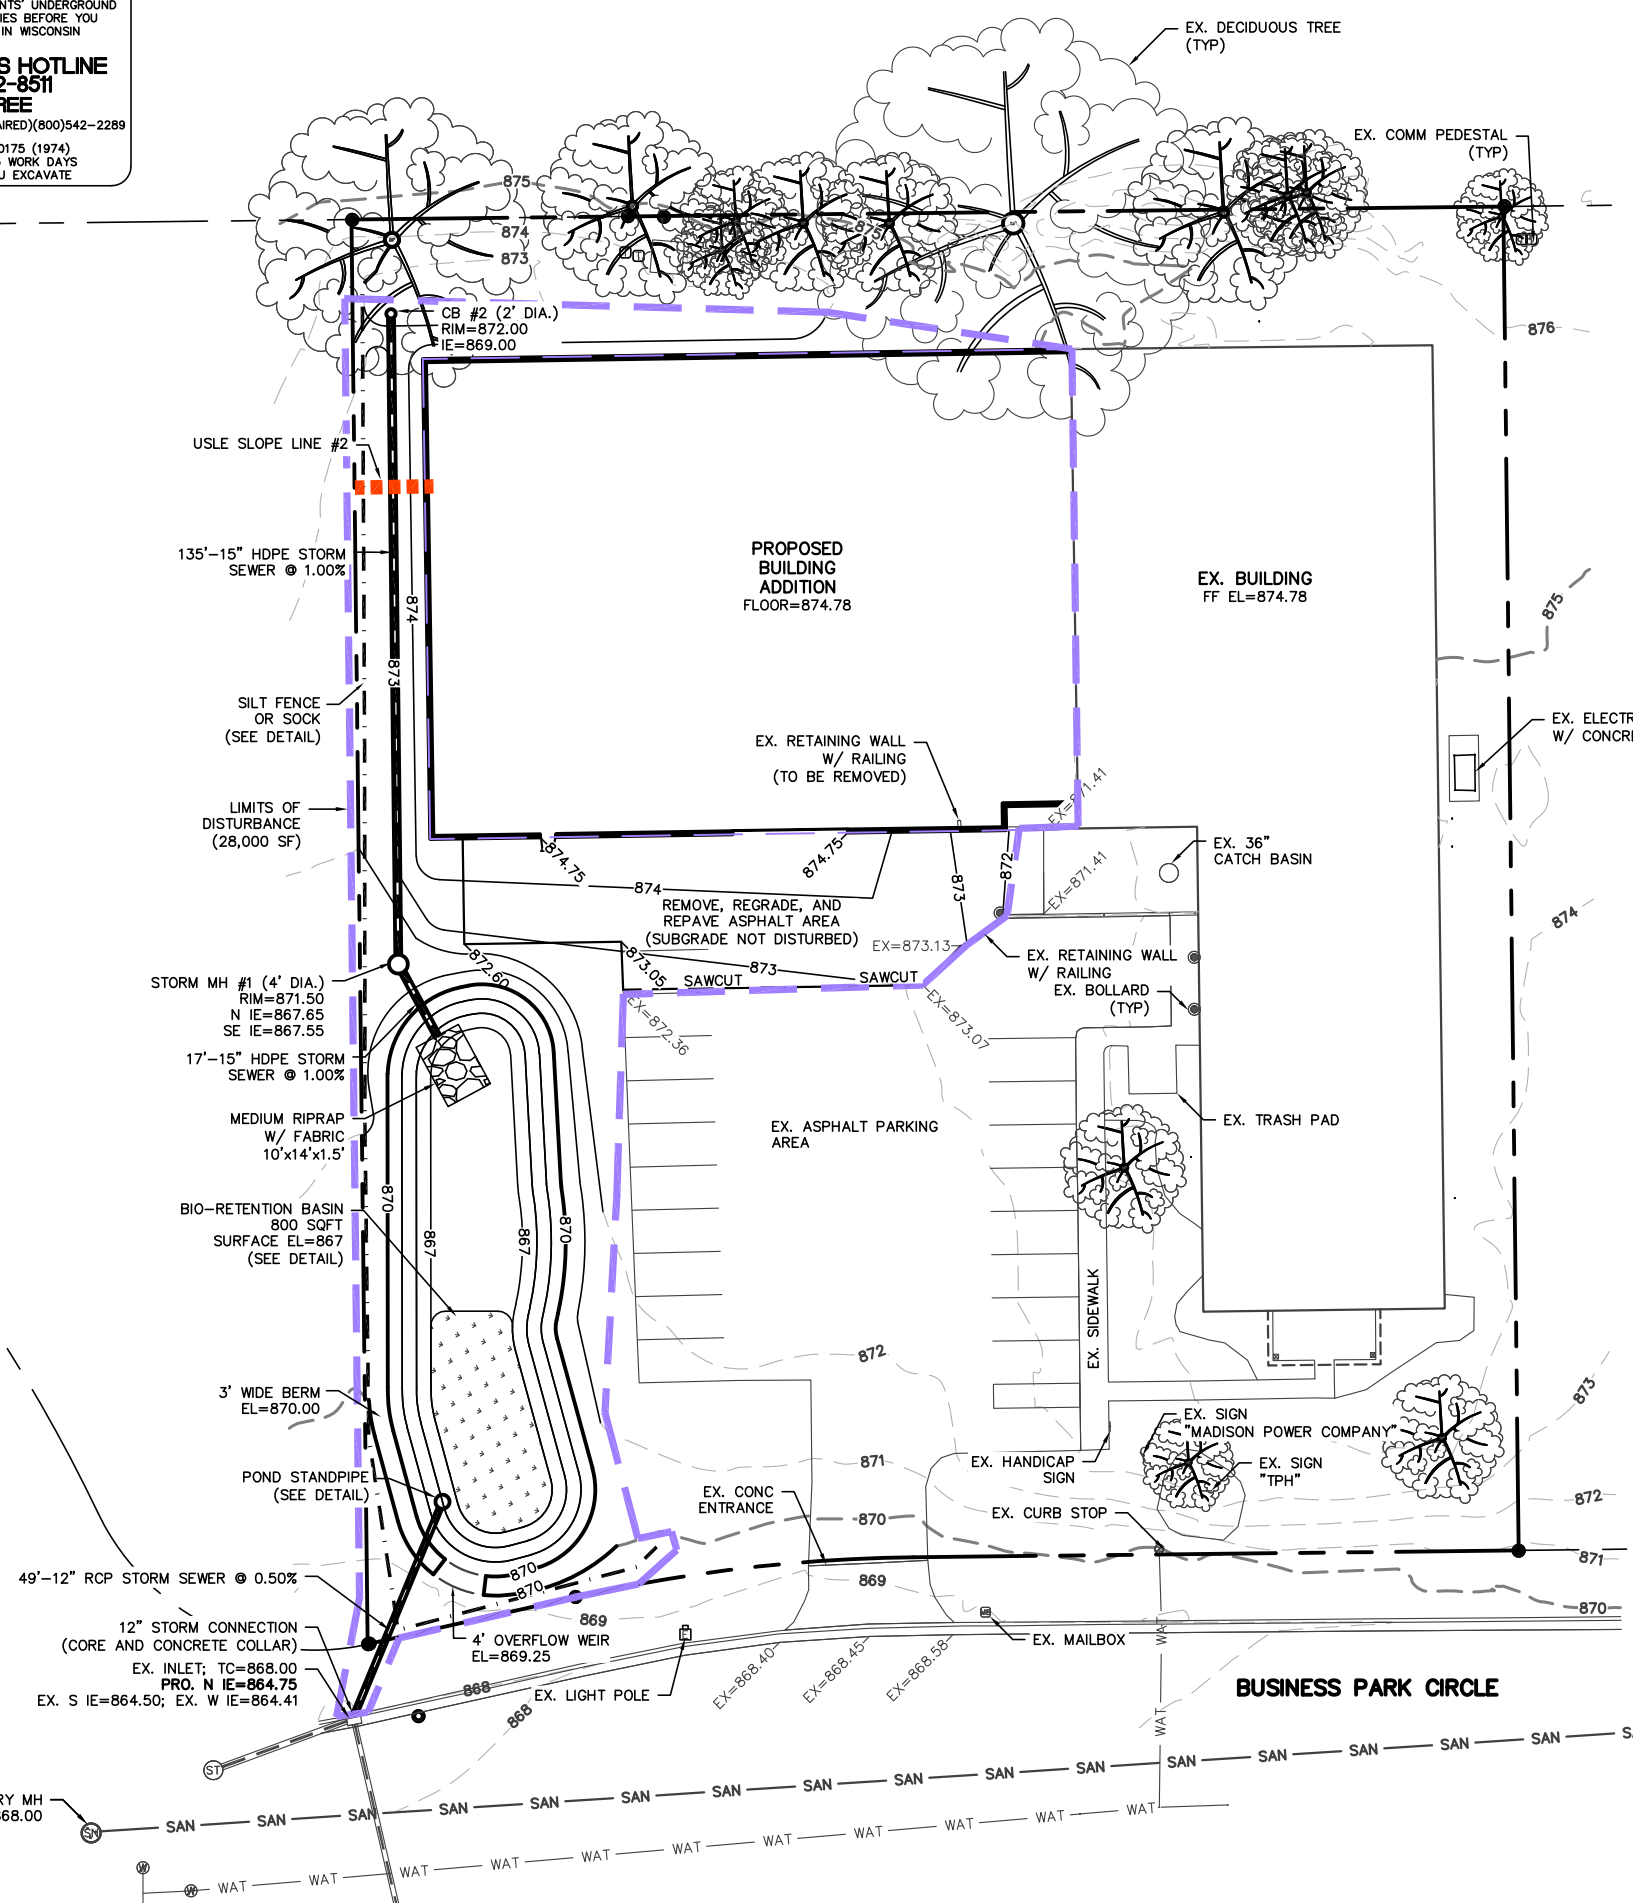 NTS' UNDERGROUND
IES BEFORE YOU
IN WISCONSIN
S HOTLINE
2-8511
REE
AIRED)(800)542-2289
0175 (1974)
WORK DAYS
U EXCAVATE
EX. DECIDUOUS TREE
(TYP)
EX. COMM PEDESTAL
(TYP)
875
874
873
875
876
CB #2 (2' DIA.)
RIM=872.00
IE=869.00
USLE SLOPE LINE #2
135'-15" HDPE STORM
SEWER @ 1.00%
PROPOSED
BUILDING
ADDITION
FLOOR=874.78
EX. BUILDING
FF EL=874.78
874
873
875
SILT FENCE
OR SOCK
(SEE DETAIL)
EX. RETAINING WALL
W/ RAILING
(TO BE REMOVED)
EX. ELECTR
W/ CONCRE
LIMITS OF
DISTURBANCE
(28,000 SF)
EX=871.41
EX. 36"
CATCH BASIN
874.75
874.75
872
EX=871.41
874
873
874
REMOVE, REGRADE, AND
REPAVE ASPHALT AREA
(SUBGRADE NOT DISTURBED)
EX=873.13
872.60
873.05
873
SAWCUT
SAWCUT
EX. RETAINING WALL
W/ RAILING
EX. BOLLARD
(TYP)
STORM MH #1 (4' DIA.)
RIM=871.50
N IE=867.65
SE IE=867.55
EX=872.36
EX=873.07
17'-15" HDPE STORM
SEWER @ 1.00%
MEDIUM RIPRAP
W/ FABRIC
10'x14'x1.5'
EX. ASPHALT PARKING
AREA
EX. TRASH PAD
BIO-RETENTION BASIN
800 SQFT
SURFACE EL=867
(SEE DETAIL)
870
867
867
870
EX. SIDEWALK
872
873
3' WIDE BERM
EL=870.00
EX. SIGN
"MADISON POWER COMPANY"
EX. HANDICAP
SIGN
EX. SIGN
"TPH"
871
POND STANDPIPE
(SEE DETAIL)
EX. CONC
ENTRANCE
EX. CURB STOP
872
870
871
870
870
869
870
49'-12" RCP STORM SEWER @ 0.50%
12" STORM CONNECTION
(CORE AND CONCRETE COLLAR)
869
4' OVERFLOW WEIR
EL=869.25
EX. MAILBOX
MB
EX. INLET; TC=868.00
PRO. N IE=864.75
EX. S IE=864.50; EX. W IE=864.41
868
868
EX. LIGHT POLE
EX=868.40
EX=868.45
EX=868.58
WAT
WAT
BUSINESS PARK CIRCLE
ST
RY MH
868.00
SAN SAN SAN SAN SAN SAN SAN SAN SAN SAN SAN SAN SAN SAN SAN SAN
WAT WAT WAT WAT WAT WAT WAT WAT WAT WAT WAT
W
W